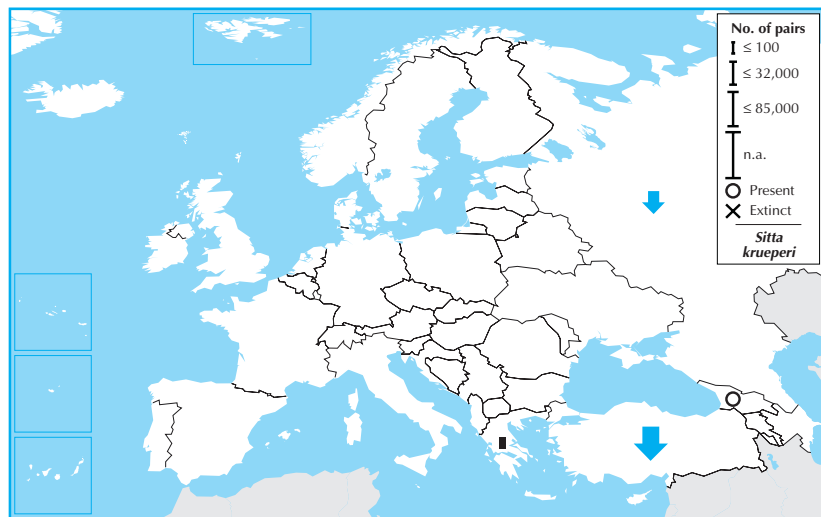 No. of pairs
≤ 100
≤ 32,000
≤ 85,000
n.a.
Present
Extinct
Sitta
krueperi